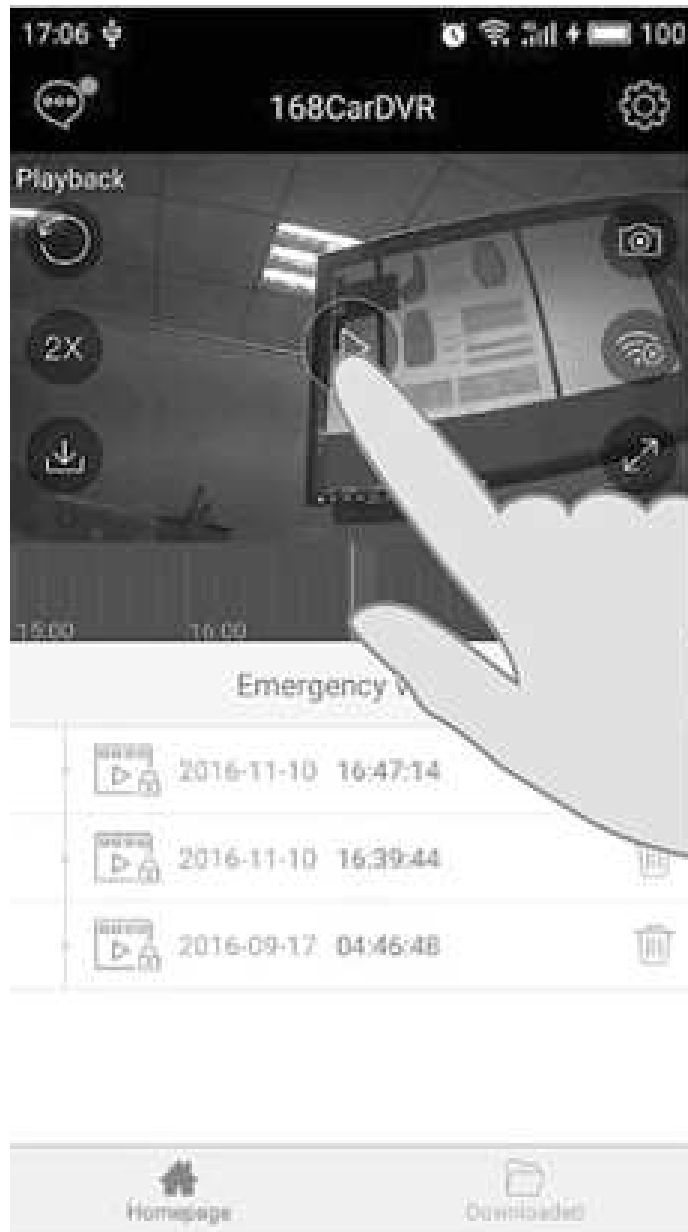 17:06 100
168CarDVR
Playback
2X
15:00 16:00
Emergency V
2016-11-10 16:47:14
2016-11-10 16:39:44
2016-09-17 04:46:48
Homepage Downloaded